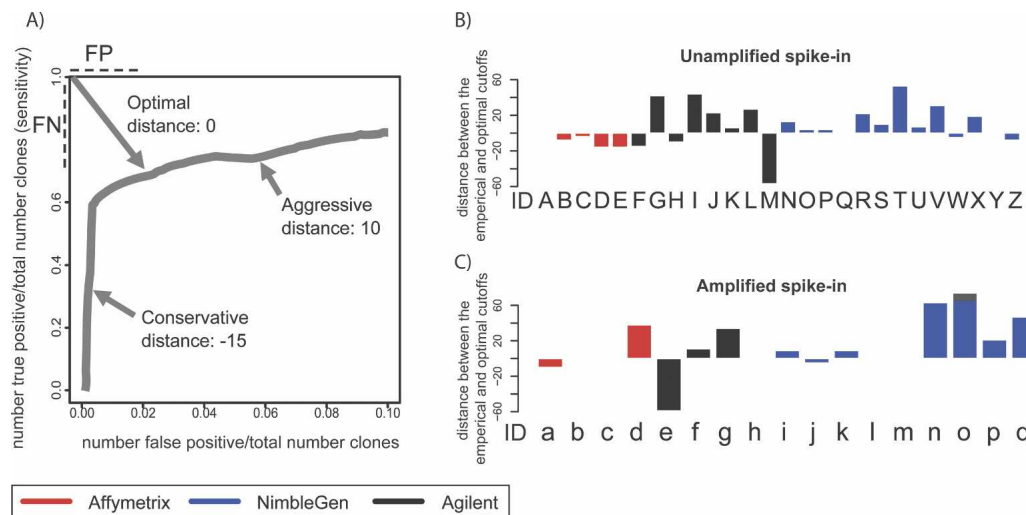 A)
FP
FN
number true positive/total number clones (sensitivity)
1.0
0.8
0.6
0.4
0.2
0.0
Optimal
distance: 0
Aggressive
distance: 10
Conservative
distance: -15
0.00 0.02 0.04 0.06 0.08 0.10
number false positive/total number clones
B)
Unamplified spike-in
distance between the
emperical and optimal cutoffs
60
20
-20
-60
ID A B C D E F G H I J K L M N O P Q R S T U V W X Y Z
C)
Amplified spike-in
distance between the
emperical and optimal cutoffs
60
20
-20
-60
ID a b c d e f g h i j k l m n o p q
Affymetrix NimbleGen Agilent